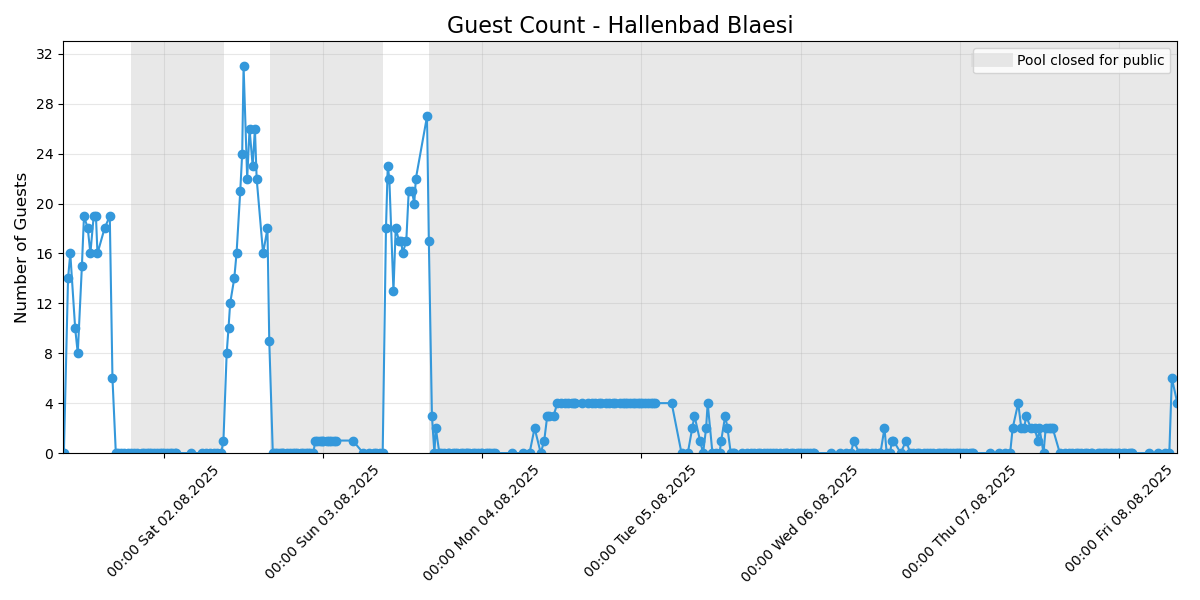 Guest Count - Hallenbad Blaesi
Pool closed for public
Number of Guests
32
28
24
20
16
12
8
4
0
00:00 Sat 02.08.2025
00:00 Sun 03.08.2025
00:00 Mon 04.08.2025
00:00 Tue 05.08.2025
00:00 Wed 06.08.2025
00:00 Thu 07.08.2025
00:00 Fri 08.08.2025